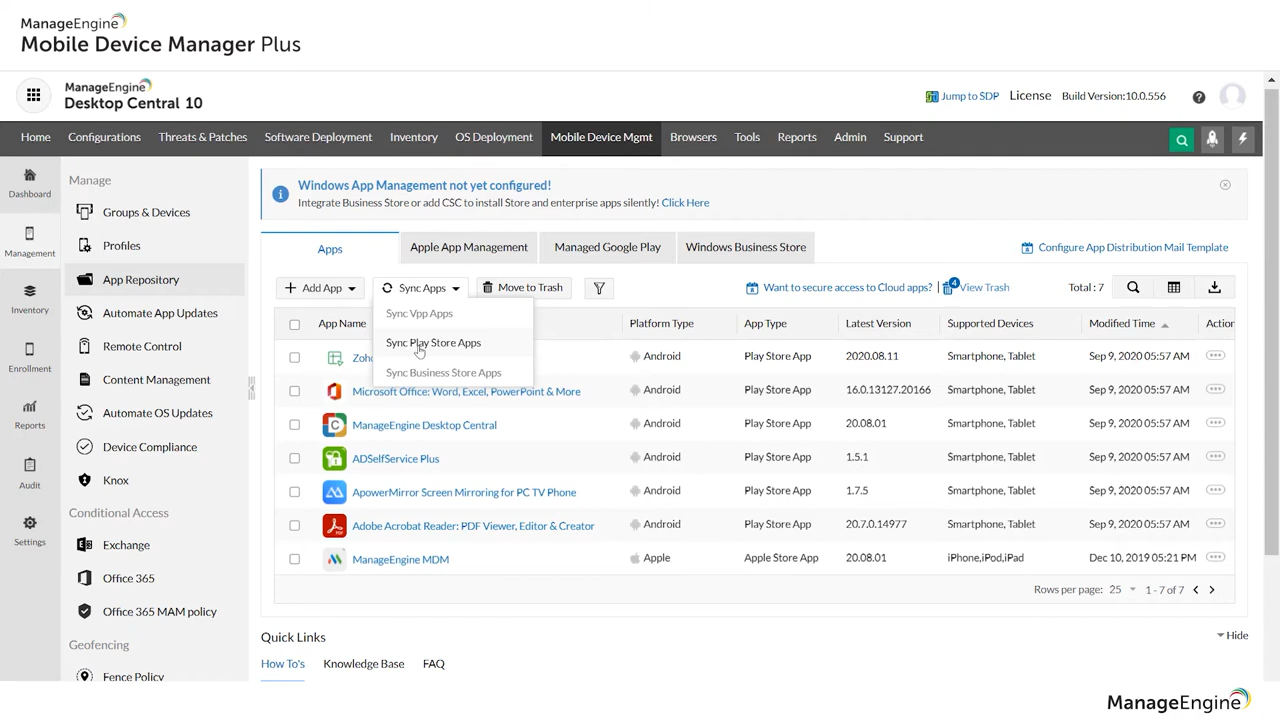 ManageEngine
Mobile Device Manager Plus
ManageEngine
Desktop Central 10
Jump to SDP
License
Build Version:10.0.556
Home
Configurations
Threats & Patches
Software Deployment
Inventory
OS Deployment
Mobile Device Mgmt
Browsers
Tools
Reports
Admin
Support
Dashboard
Management
Inventory
Enrollment
Reports
Audit
Settings
Manage
Groups & Devices
Profiles
App Repository
Automate App Updates
Remote Control
Content Management
Automate OS Updates
Device Compliance
Knox
Conditional Access
Exchange
Office 365
Office 365 MAM policy
Geofencing
Fence Policy
Windows App Management not yet configured!
Integrate Business Store or add CSC to install Store and enterprise apps silently! Click Here
Apps
Apple App Management
Managed Google Play
Windows Business Store
Configure App Distribution Mail Template
Add App
Sync Apps
Move to Trash
Want to secure access to Cloud apps?
4
View Trash
Total : 7
Sync Vpp Apps
Sync Play Store Apps
Sync Business Store Apps
App Name Platform Type App Type Latest Version Supported Devices Modified Time Action
Zoho Android Play Store App 2020.08.11 Smartphone, Tablet Sep 9, 2020 05:57 AM
Microsoft Office: Word, Excel, PowerPoint & More Android Play Store App 16.0.13127.20166 Smartphone, Tablet Sep 9, 2020 05:57 AM
ManageEngine Desktop Central Android Play Store App 20.08.01 Smartphone, Tablet Sep 9, 2020 05:57 AM
ADSelfService Plus Android Play Store App 1.5.1 Smartphone, Tablet Sep 9, 2020 05:57 AM
ApowerMirror Screen Mirroring for PC TV Phone Android Play Store App 1.7.5 Smartphone, Tablet Sep 9, 2020 05:57 AM
Adobe Acrobat Reader: PDF Viewer, Editor & Creator Android Play Store App 20.7.0.14977 Smartphone, Tablet Sep 9, 2020 05:57 AM
ManageEngine MDM Apple Apple Store App 20.08.01 iPhone,iPod,iPad Dec 10, 2019 05:21 PM
Rows per page: 25 1 - 7 of 7
Quick Links
Hide
How To's
Knowledge Base
FAQ
ManageEngine